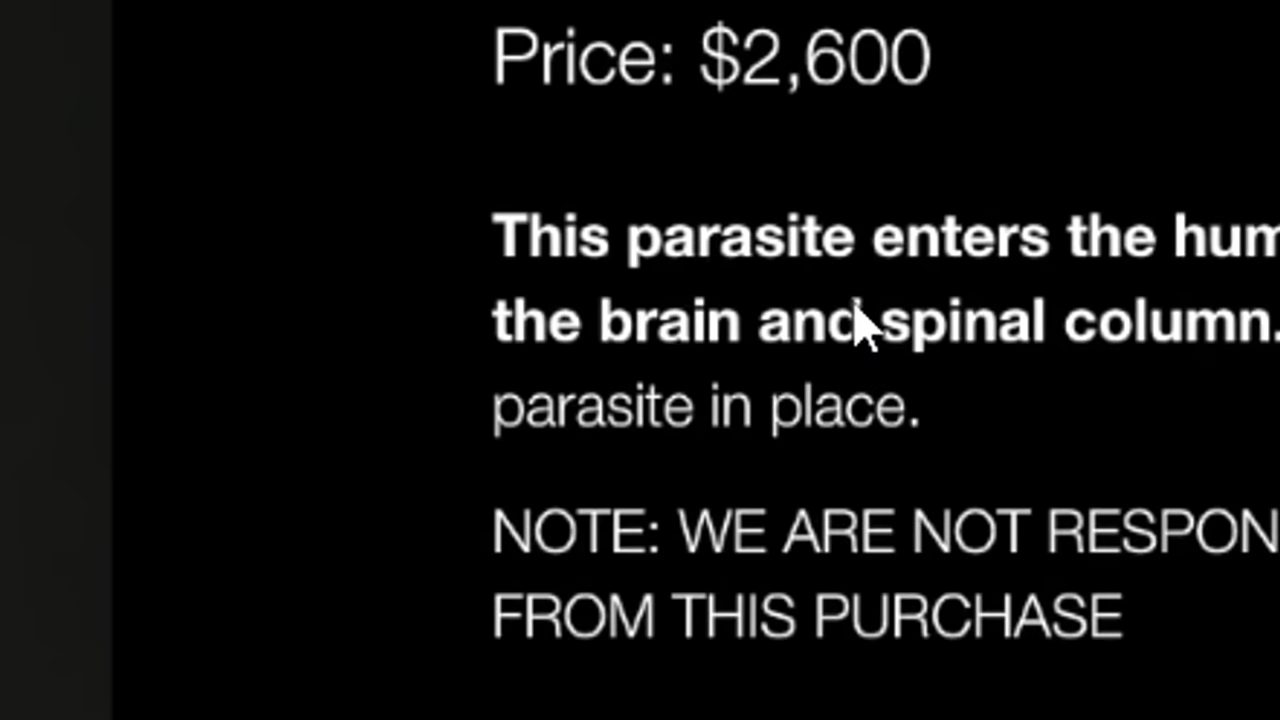 Price: $2,600
This parasite enters the hum
the brain and spinal column.
parasite in place.
NOTE: WE ARE NOT RESPON
FROM THIS PURCHASE